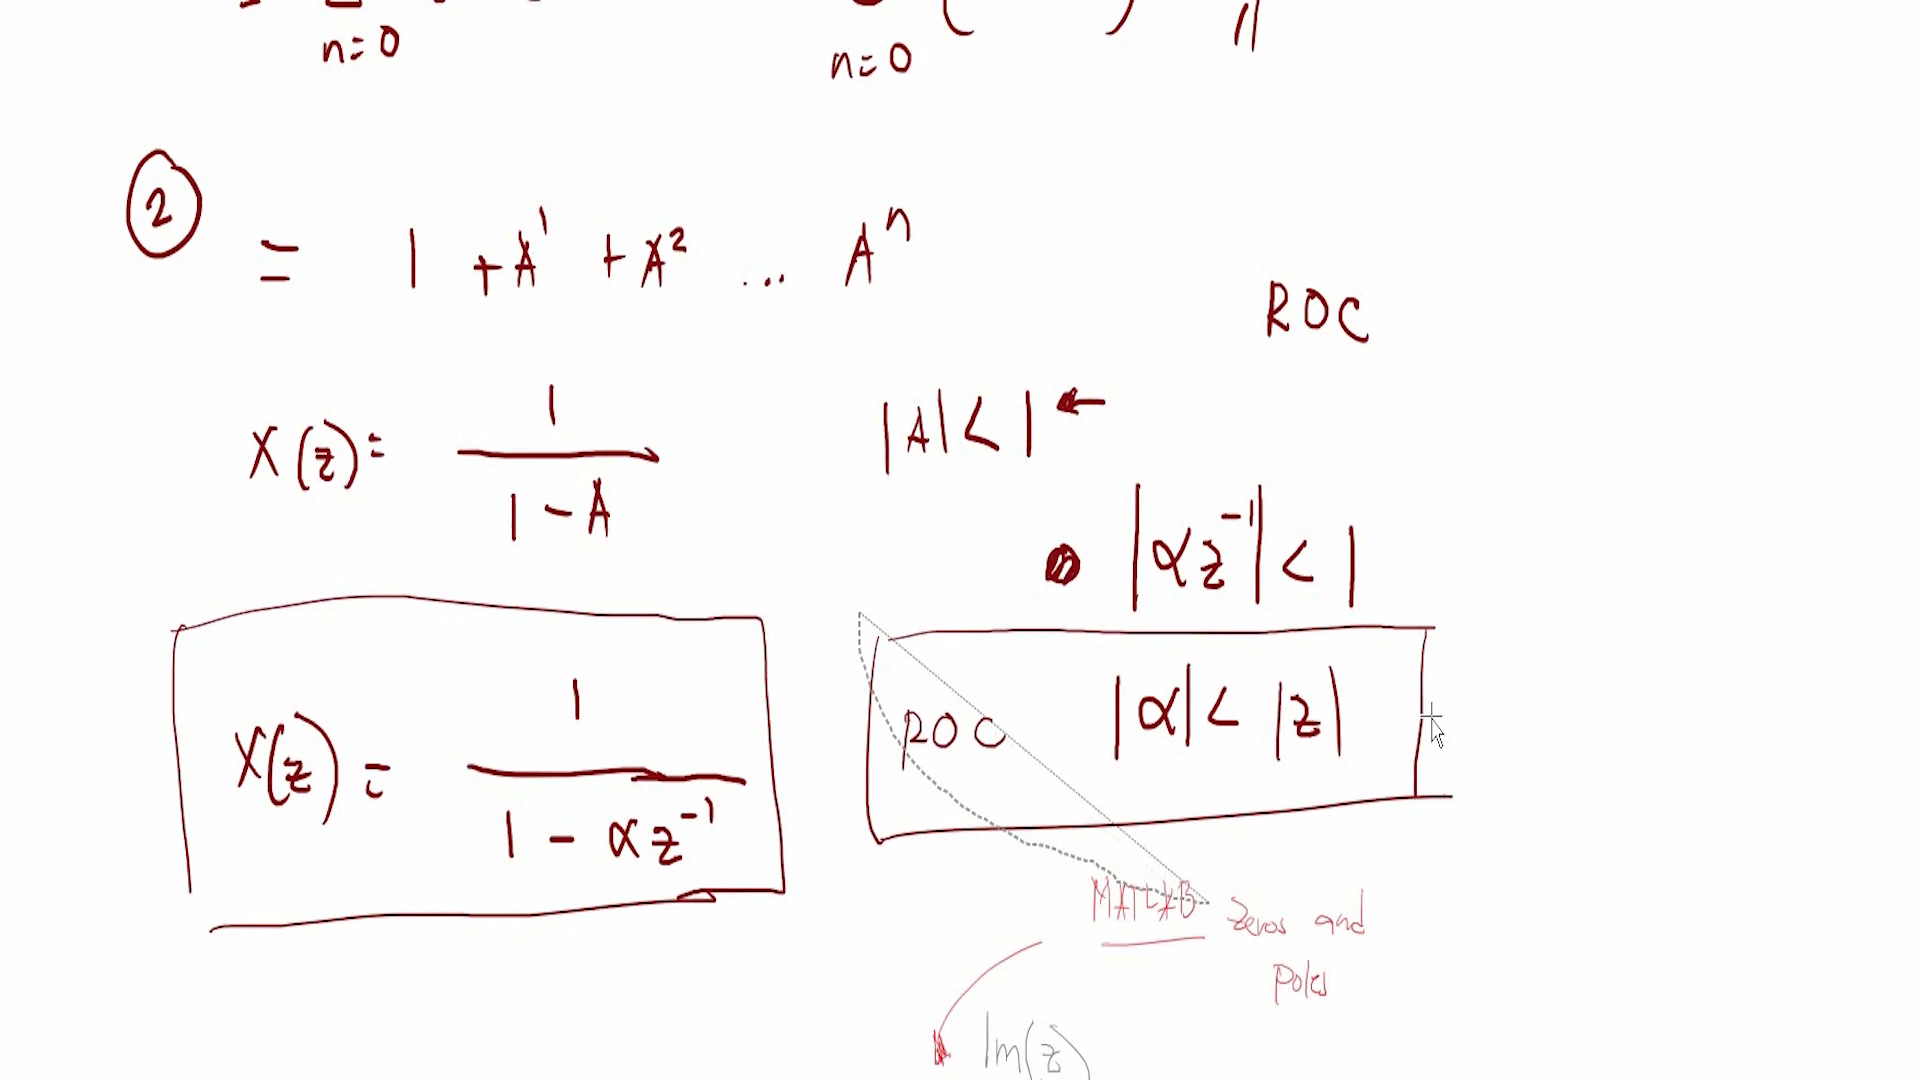 n=0 n=0
②
= 1 +A¹ +A² ... Aⁿ
ROC
X(z)= 1/(1-A) |A|<1 ←
|αz⁻¹|<1
X(z) = 1/(1-αz⁻¹) ROC |α|<|z|
MATLAB zeros and
poles
Im(z)